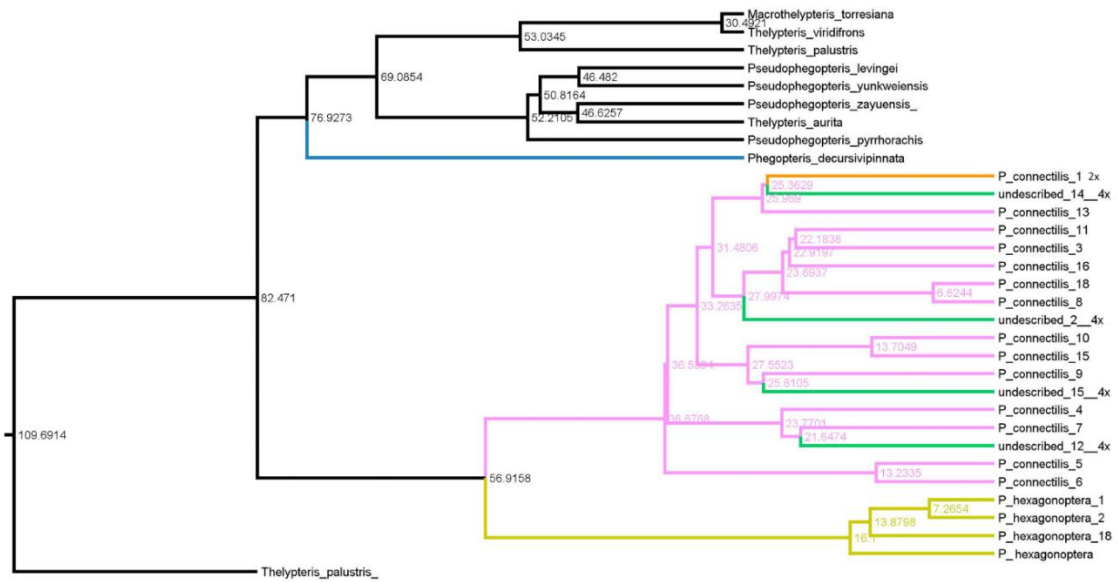 Macrothelypteris_torresiana
30.4921
Thelypteris_viridifrons
53.0345
Thelypteris_palustris
69.0854
Pseudophegopteris_levingei
46.482
Pseudophegopteris_yunkweiensis
50.8164
Pseudophegopteris_zayuensis_
46.6257
76.9273
52.2105
Thelypteris_aurita
Pseudophegopteris_pyrrhorachis
Phegopteris_decursivipinnata
P_connectilis_1 2x
25.3629
undescribed_14__4x
25.969
P_connectilis_13
P_connectilis_11
22.1838
31.4806
P_connectilis_3
22.9197
P_connectilis_16
23.6937
P_connectilis_18
6.8244
82.471
33.2635
27.9974
P_connectilis_8
undescribed_2__4x
P_connectilis_10
13.7049
P_connectilis_15
27.5523
P_connectilis_9
25.8105
undescribed_15__4x
P_connectilis_4
36.8768
23.7701
P_connectilis_7
109.6914
21.6474
undescribed_12__4x
P_connectilis_5
13.2335
56.9158
P_connectilis_6
P_hexagonoptera_1
7.2654
P_hexagonoptera_2
13.8798
P_hexagonoptera_18
16.1
P_ hexagonoptera
Thelypteris_palustris_